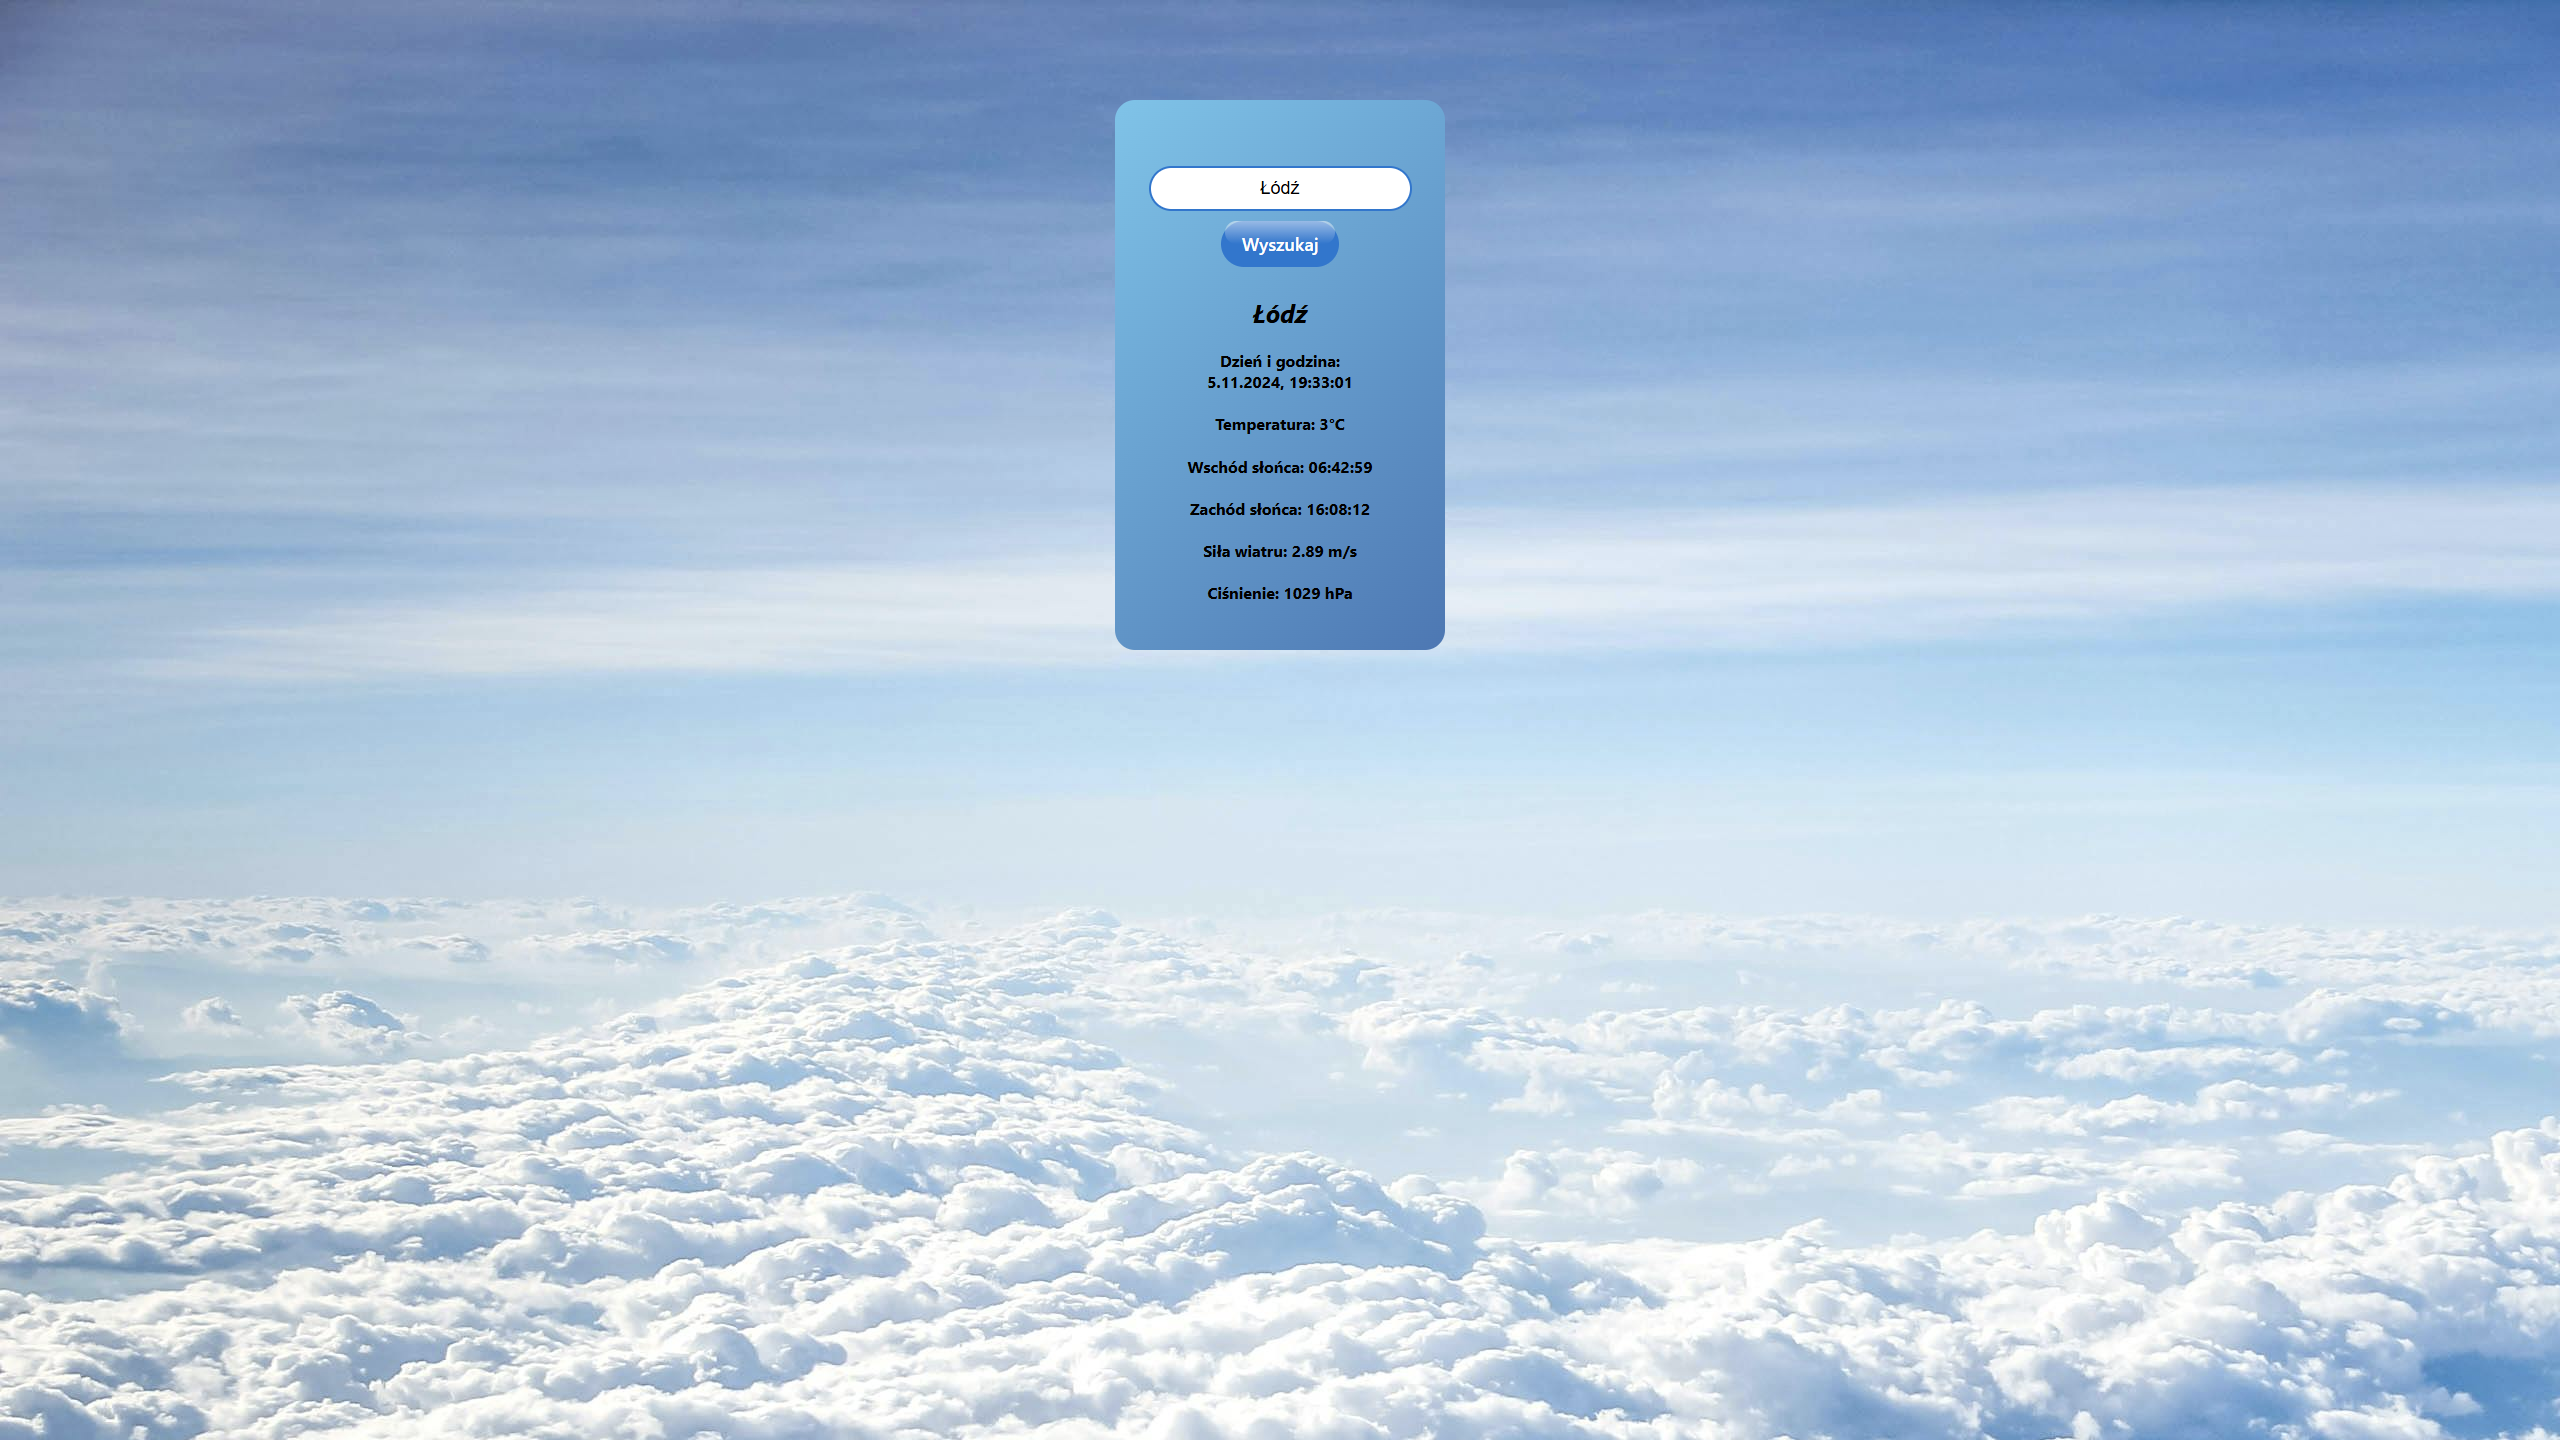 Łódź
Wyszukaj
Łódź
Dzień i godzina:
5.11.2024, 19:33:01
Temperatura: 3°C
Wschód słońca: 06:42:59
Zachód słońca: 16:08:12
Siła wiatru: 2.89 m/s
Ciśnienie: 1029 hPa